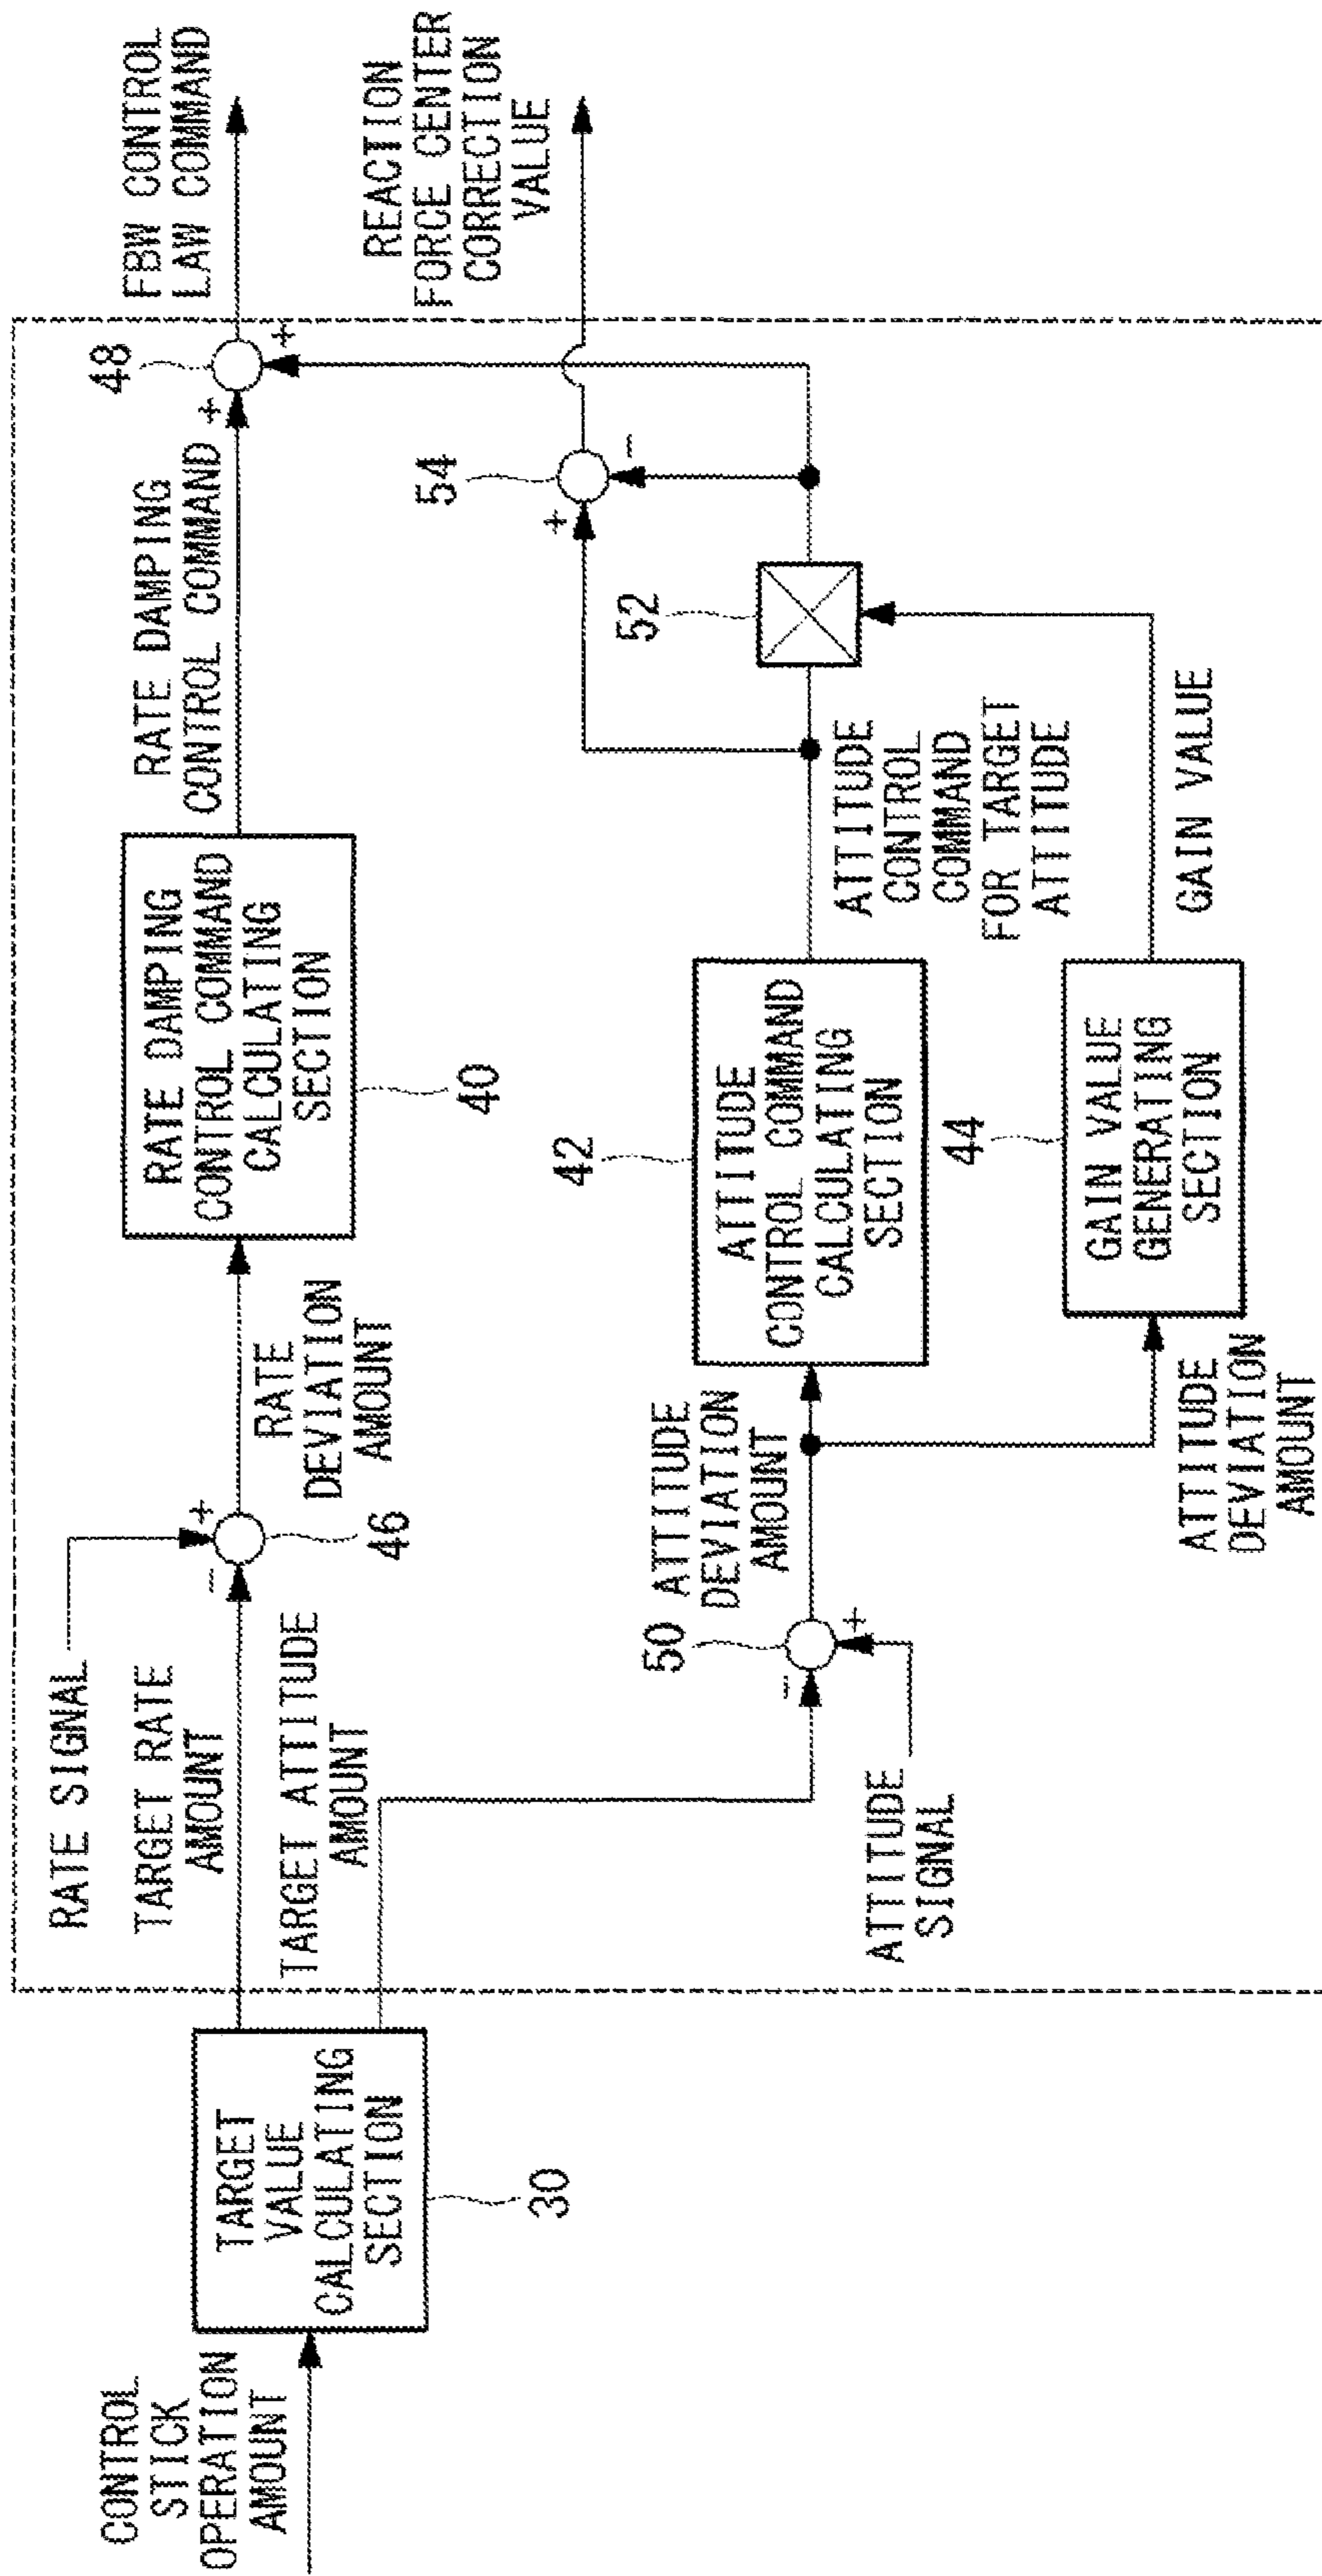 CONTROL
STICK
OPERATION
AMOUNT
TARGET
VALUE
CALCULATING
SECTION
30
RATE SIGNAL
TARGET RATE
AMOUNT
TARGET ATTITUDE
AMOUNT
-
+
46
RATE
DEVIATION
AMOUNT
RATE DAMPING
CONTROL COMMAND
CALCULATING
SECTION
40
RATE DAMPING
CONTROL COMMAND
+
+
48
FBW CONTROL
LAW COMMAND
ATTITUDE
SIGNAL
-
+
50
ATTITUDE
DEVIATION
AMOUNT
ATTITUDE
CONTROL COMMAND
CALCULATING
SECTION
42
ATTITUDE
CONTROL
COMMAND
FOR TARGET
ATTITUDE
52
+
-
54
REACTION
FORCE CENTER
CORRECTION
VALUE
ATTITUDE
DEVIATION
AMOUNT
GAIN VALUE
GENERATING
SECTION
44
GAIN VALUE